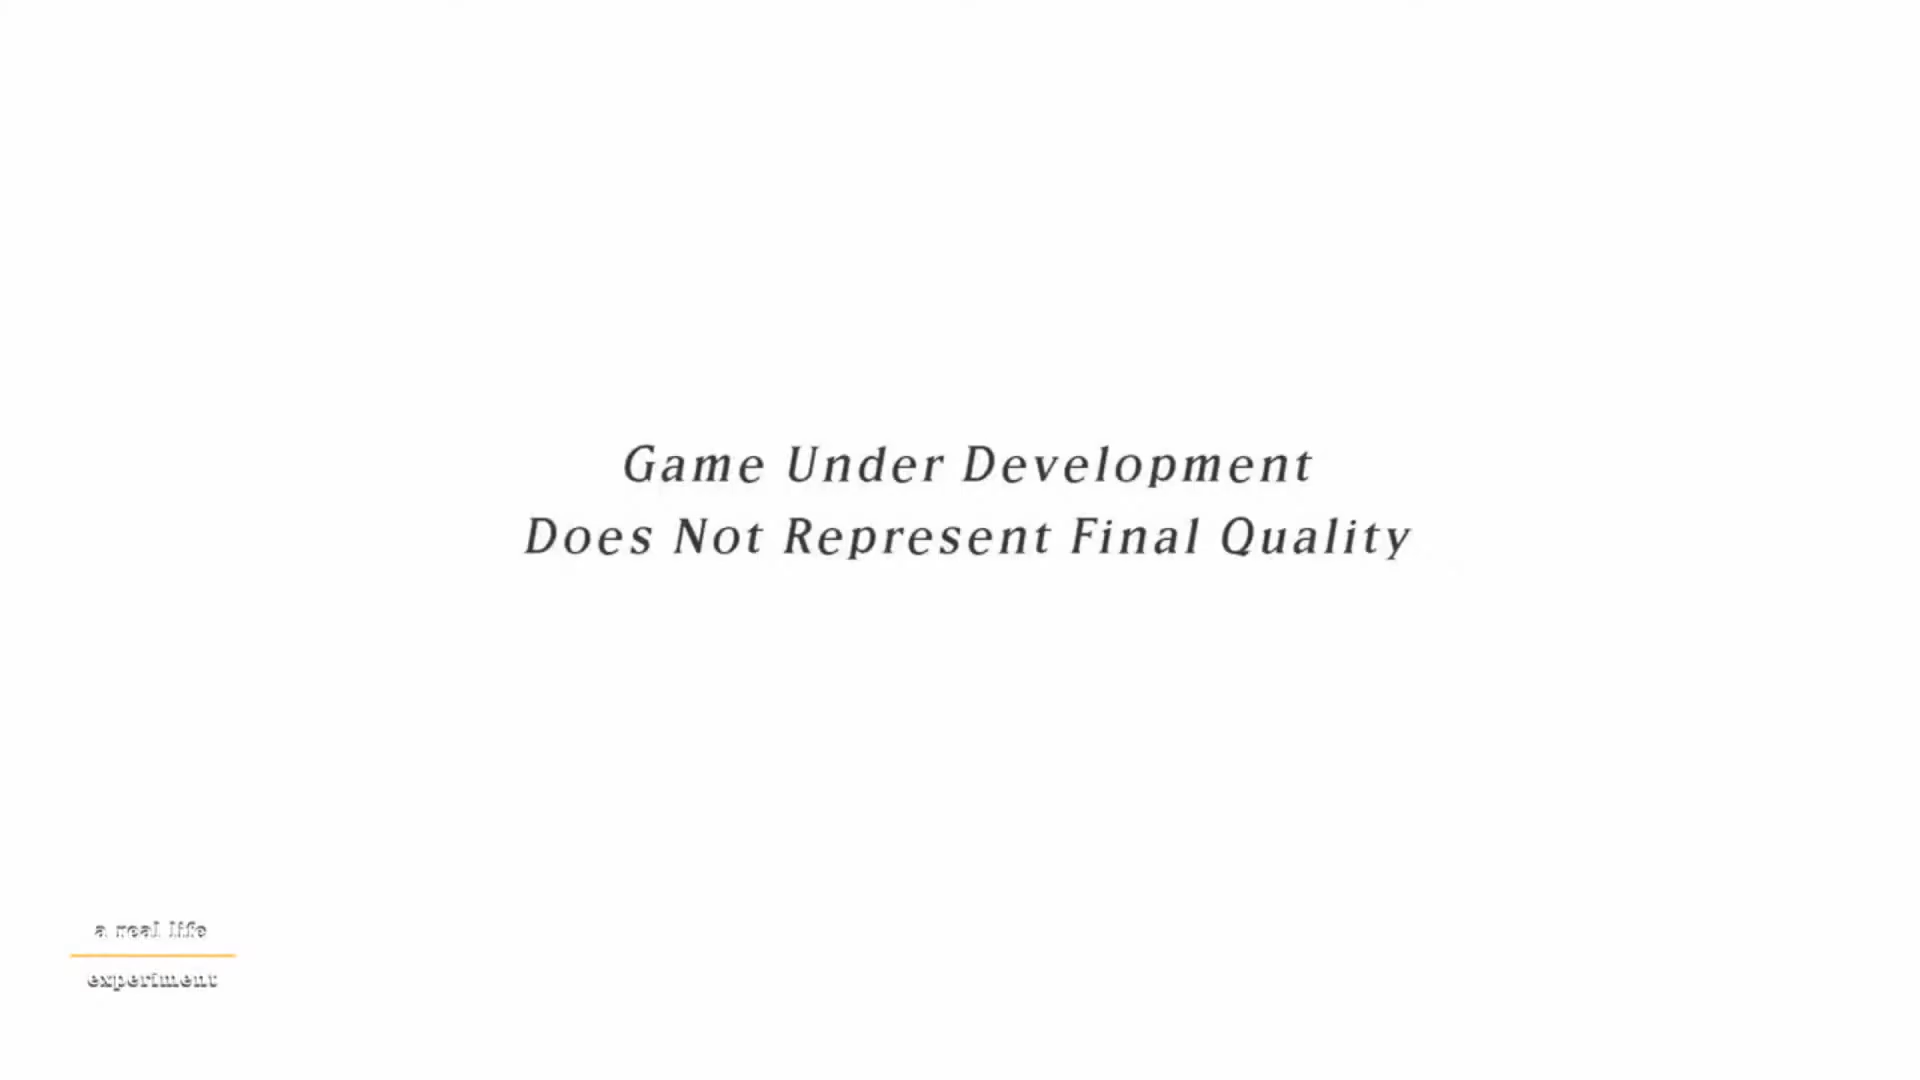 Game Under Development
Does Not Represent Final Quality
a real life
experiment